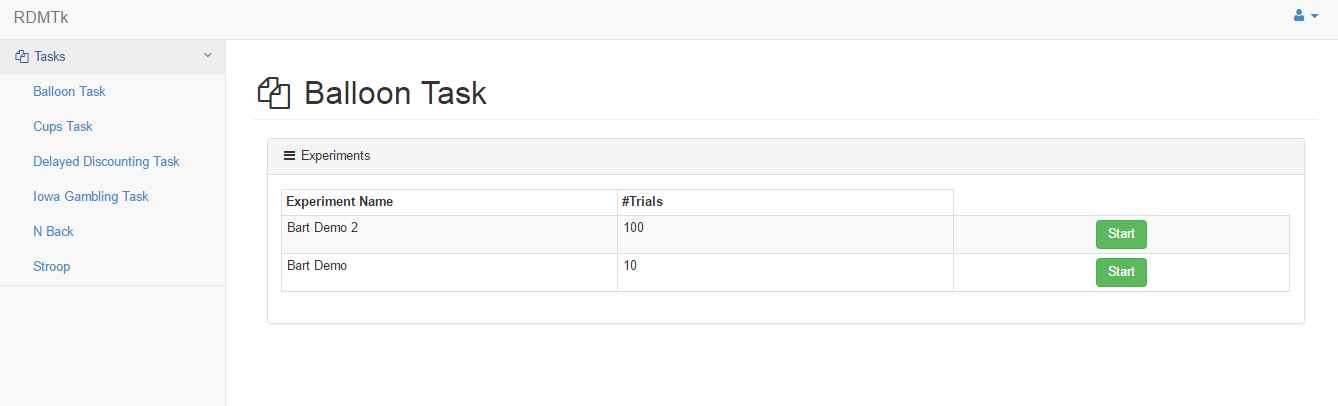 RDMTk
Tasks
Balloon Task
Cups Task
Delayed Discounting Task
Iowa Gambling Task
N Back
Stroop
Balloon Task
Experiments
Experiment Name #Trials
Bart Demo 2 100 Start
Bart Demo 10 Start